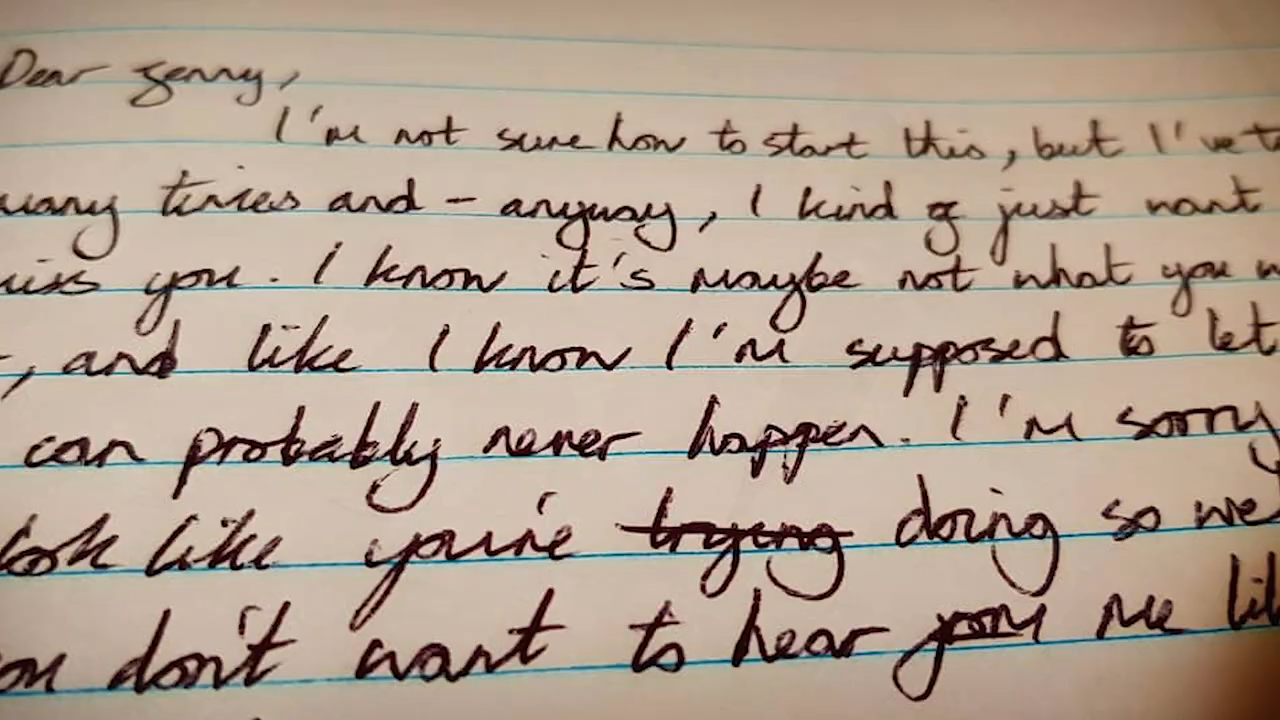 Dear Jenny,
I'm not sure how to start this, but I've t
many times and - anyway, I kind of just want
miss you. I know it's maybe not what you w
, and like I know I'm supposed to let
can probably never happen. I'm sorry
look like you're trying doing so we
ou don't want to hear me lik